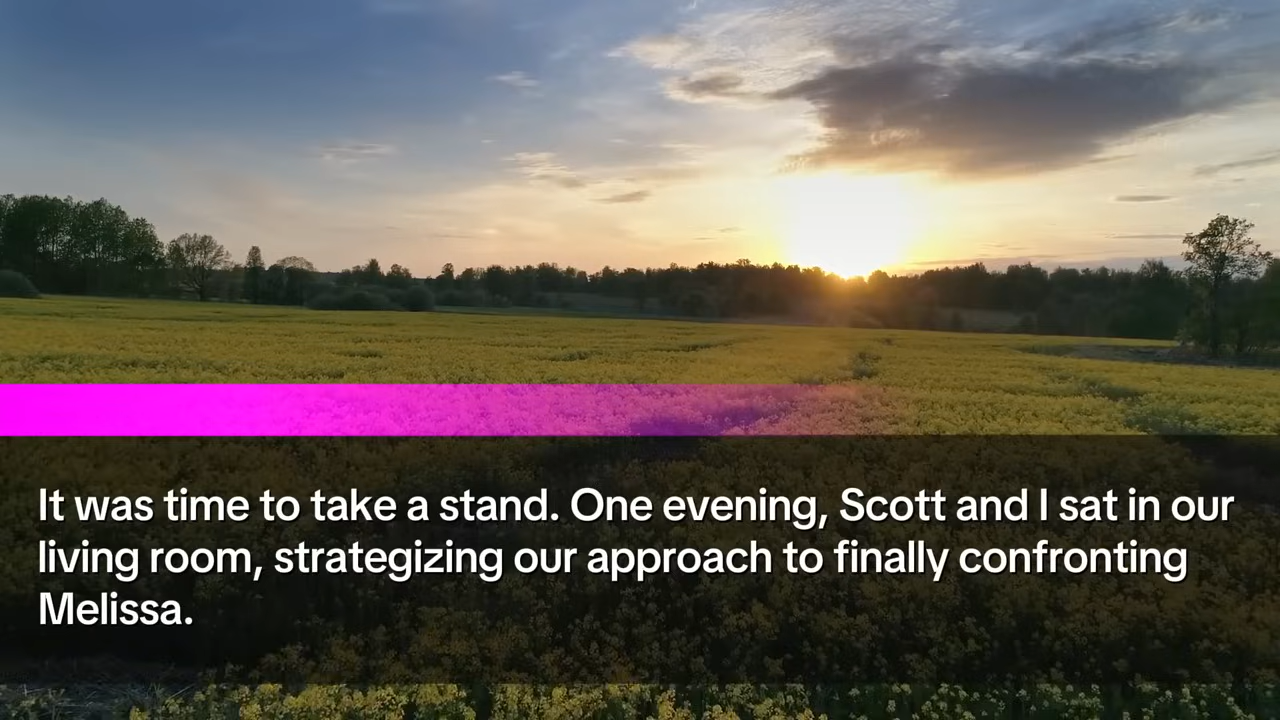 It was time to take a stand. One evening, Scott and I sat in our
living room, strategizing our approach to finally confronting
Melissa.